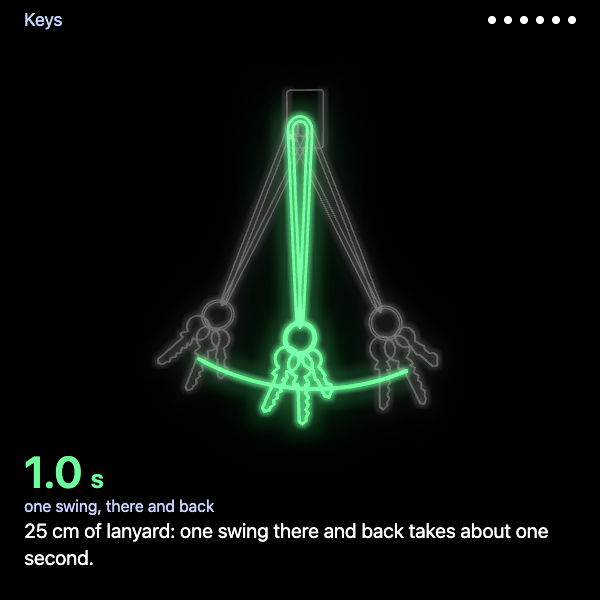 Keys
1.0 s
one swing, there and back
25 cm of lanyard: one swing there and back takes about one
second.